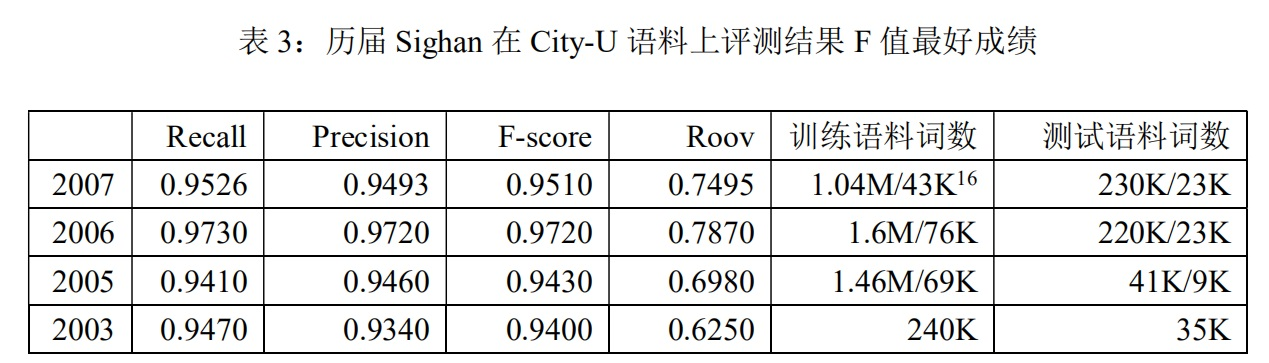 表 3：历届 Sighan 在 City-U 语料上评测结果 F 值最好成绩
Recall Precision F-score Roov 训练语料词数 测试语料词数
2007 0.9526 0.9493 0.9510 0.7495 1.04M/43K16 230K/23K
2006 0.9730 0.9720 0.9720 0.7870 1.6M/76K 220K/23K
2005 0.9410 0.9460 0.9430 0.6980 1.46M/69K 41K/9K
2003 0.9470 0.9340 0.9400 0.6250 240K 35K